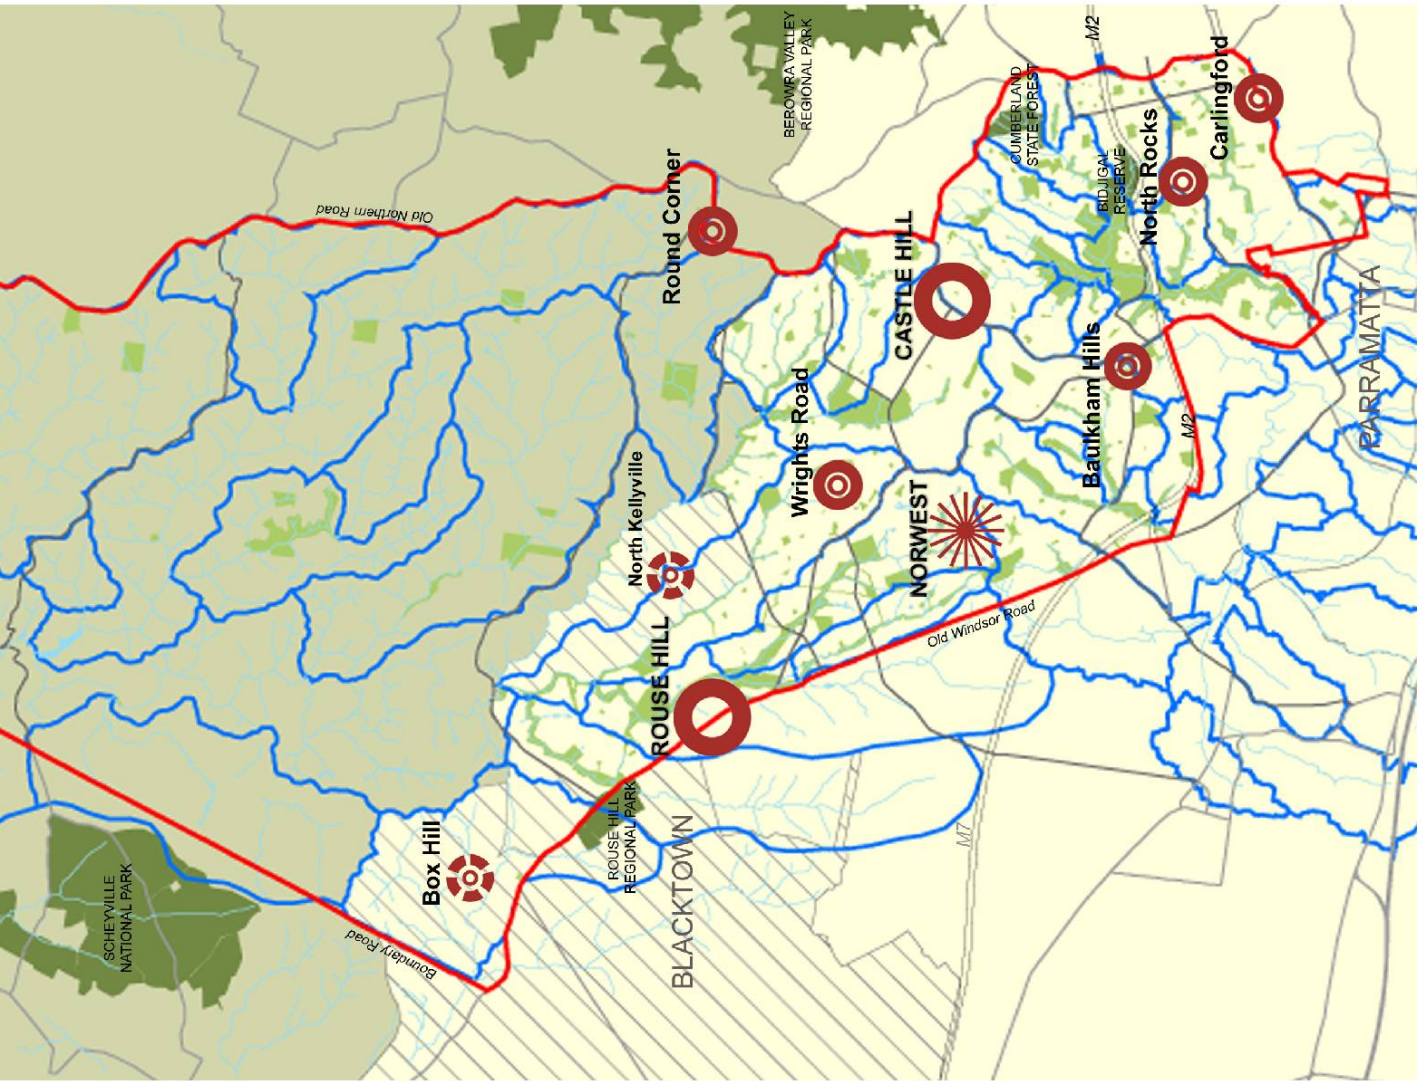 SCHEYVILLE
NATIONAL PARK
Boundary Road
Box Hill
ROUSE HILL
REGIONAL PARK
BLACKTOWN
ROUSE HILL
North Kellyville
Old Northern Road
Round Corner
BEROWRA VALLEY
REGIONAL PARK
Wrights Road
CASTLE HILL
NORWEST
Old Windsor Road
M7
CUMBERLAND
STATE FOREST
M2
BIDJIGAL
RESERVE
North Rocks
Carlingford
Baulkham Hills
M2
PARRAMATTA